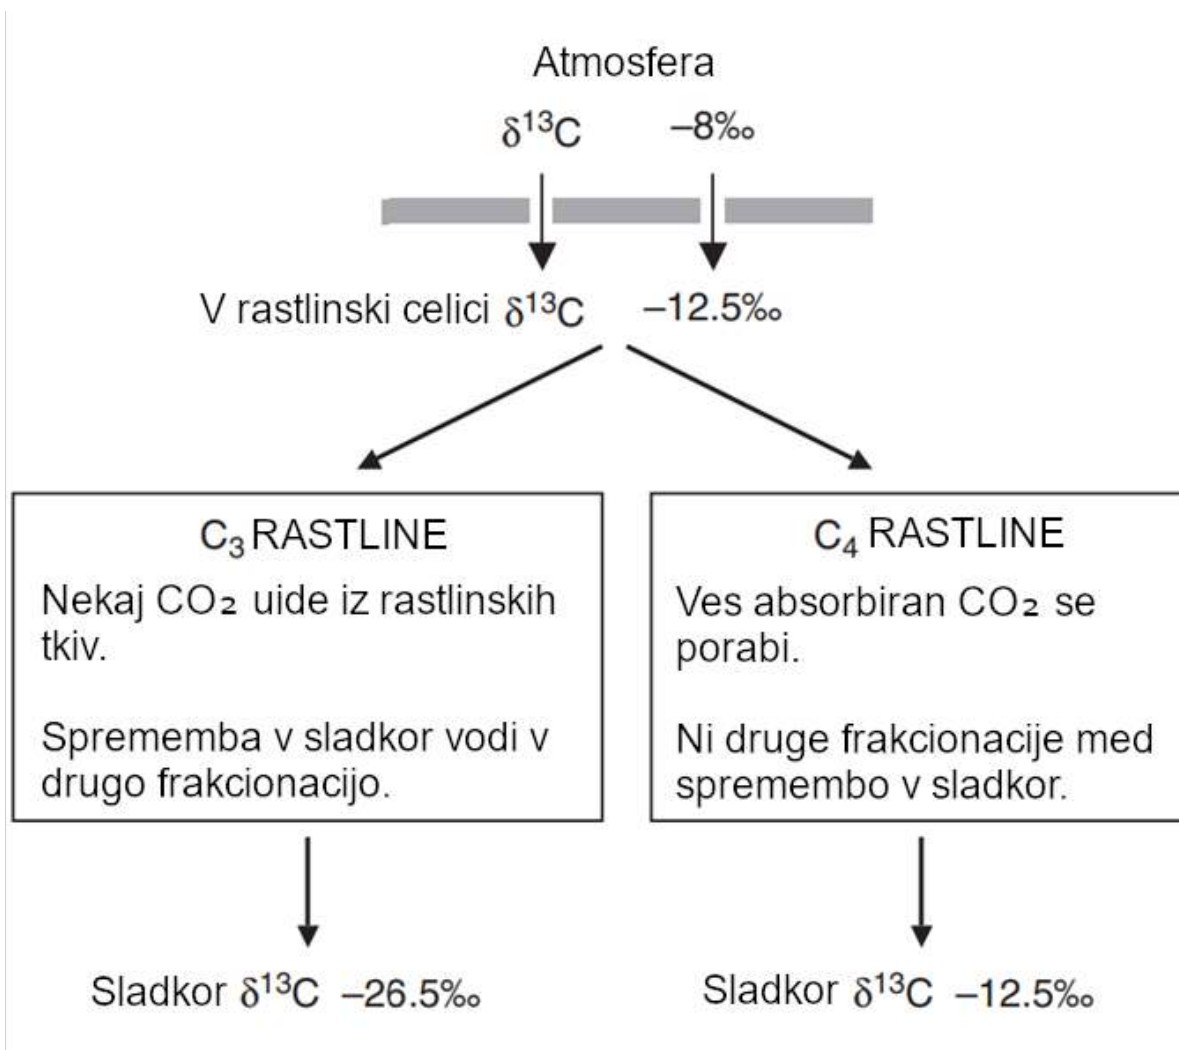 Atmosfera
δ¹³C –8‰
V rastlinski celici δ¹³C –12.5‰
C₃ RASTLINE
Nekaj CO₂ uide iz rastlinskih
tkiv.
Sprememba v sladkor vodi v
drugo frakcionacijo.
C₄ RASTLINE
Ves absorbiran CO₂ se
porabi.
Ni druge frakcionacije med
spremembo v sladkor.
Sladkor δ¹³C –26.5‰
Sladkor δ¹³C –12.5‰